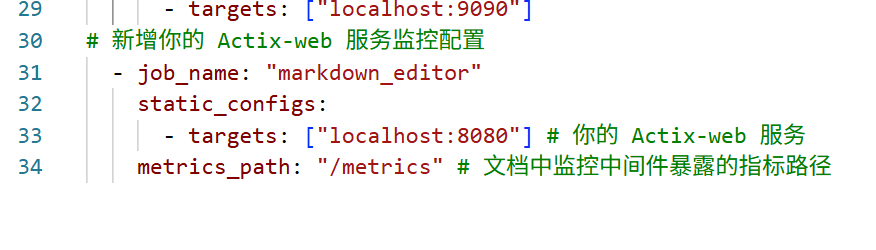 29 - targets: ["localhost:9090"]
30 # 新增你的 Actix-web 服务监控配置
31 - job_name: "markdown_editor"
32 static_configs:
33 - targets: ["localhost:8080"] # 你的 Actix-web 服务
34 metrics_path: "/metrics" # 文档中监控中间件暴露的指标路径